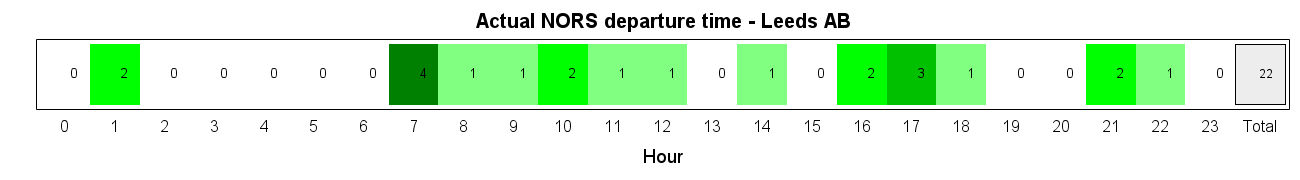 Actual NORS departure time - Leeds AB
0 2 0 0 0 0 0 4 1 1 2 1 1 0 1 0 2 3 1 0 0 2 1 0 22
0 1 2 3 4 5 6 7 8 9 10 11 12 13 14 15 16 17 18 19 20 21 22 23 Total
Hour